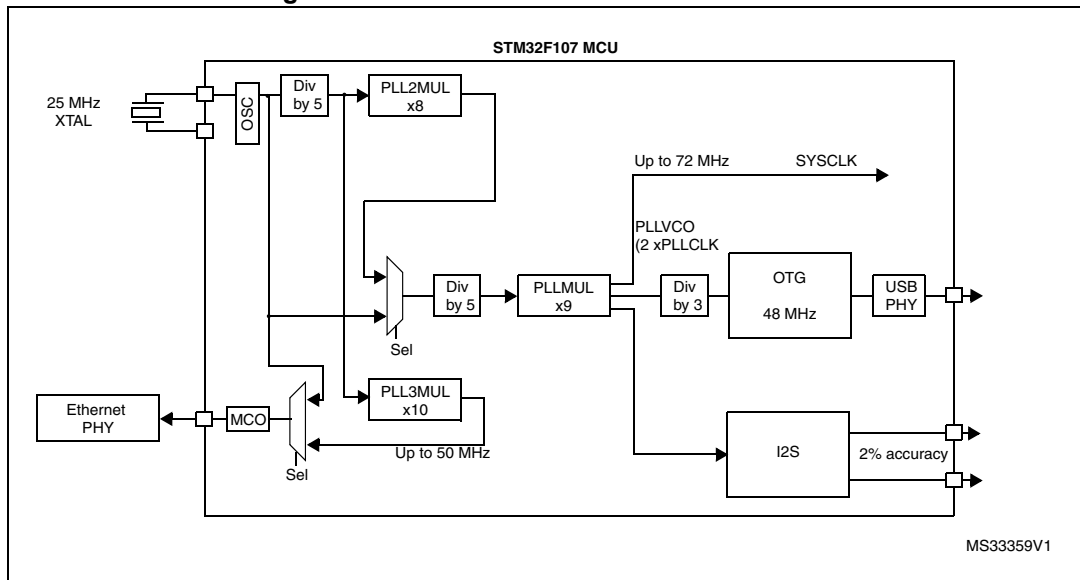 STM32F107 MCU
25 MHz
XTAL
OSC
Div
by 5
PLL2MUL
x8
Up to 72 MHz
SYSCLK
PLLVCO
(2 xPLLCLK
Div
by 5
PLLMUL
x9
Div
by 3
OTG
48 MHz
USB
PHY
Sel
PLL3MUL
x10
Ethernet
PHY
MCO
Up to 50 MHz
Sel
I2S
2% accuracy
MS33359V1